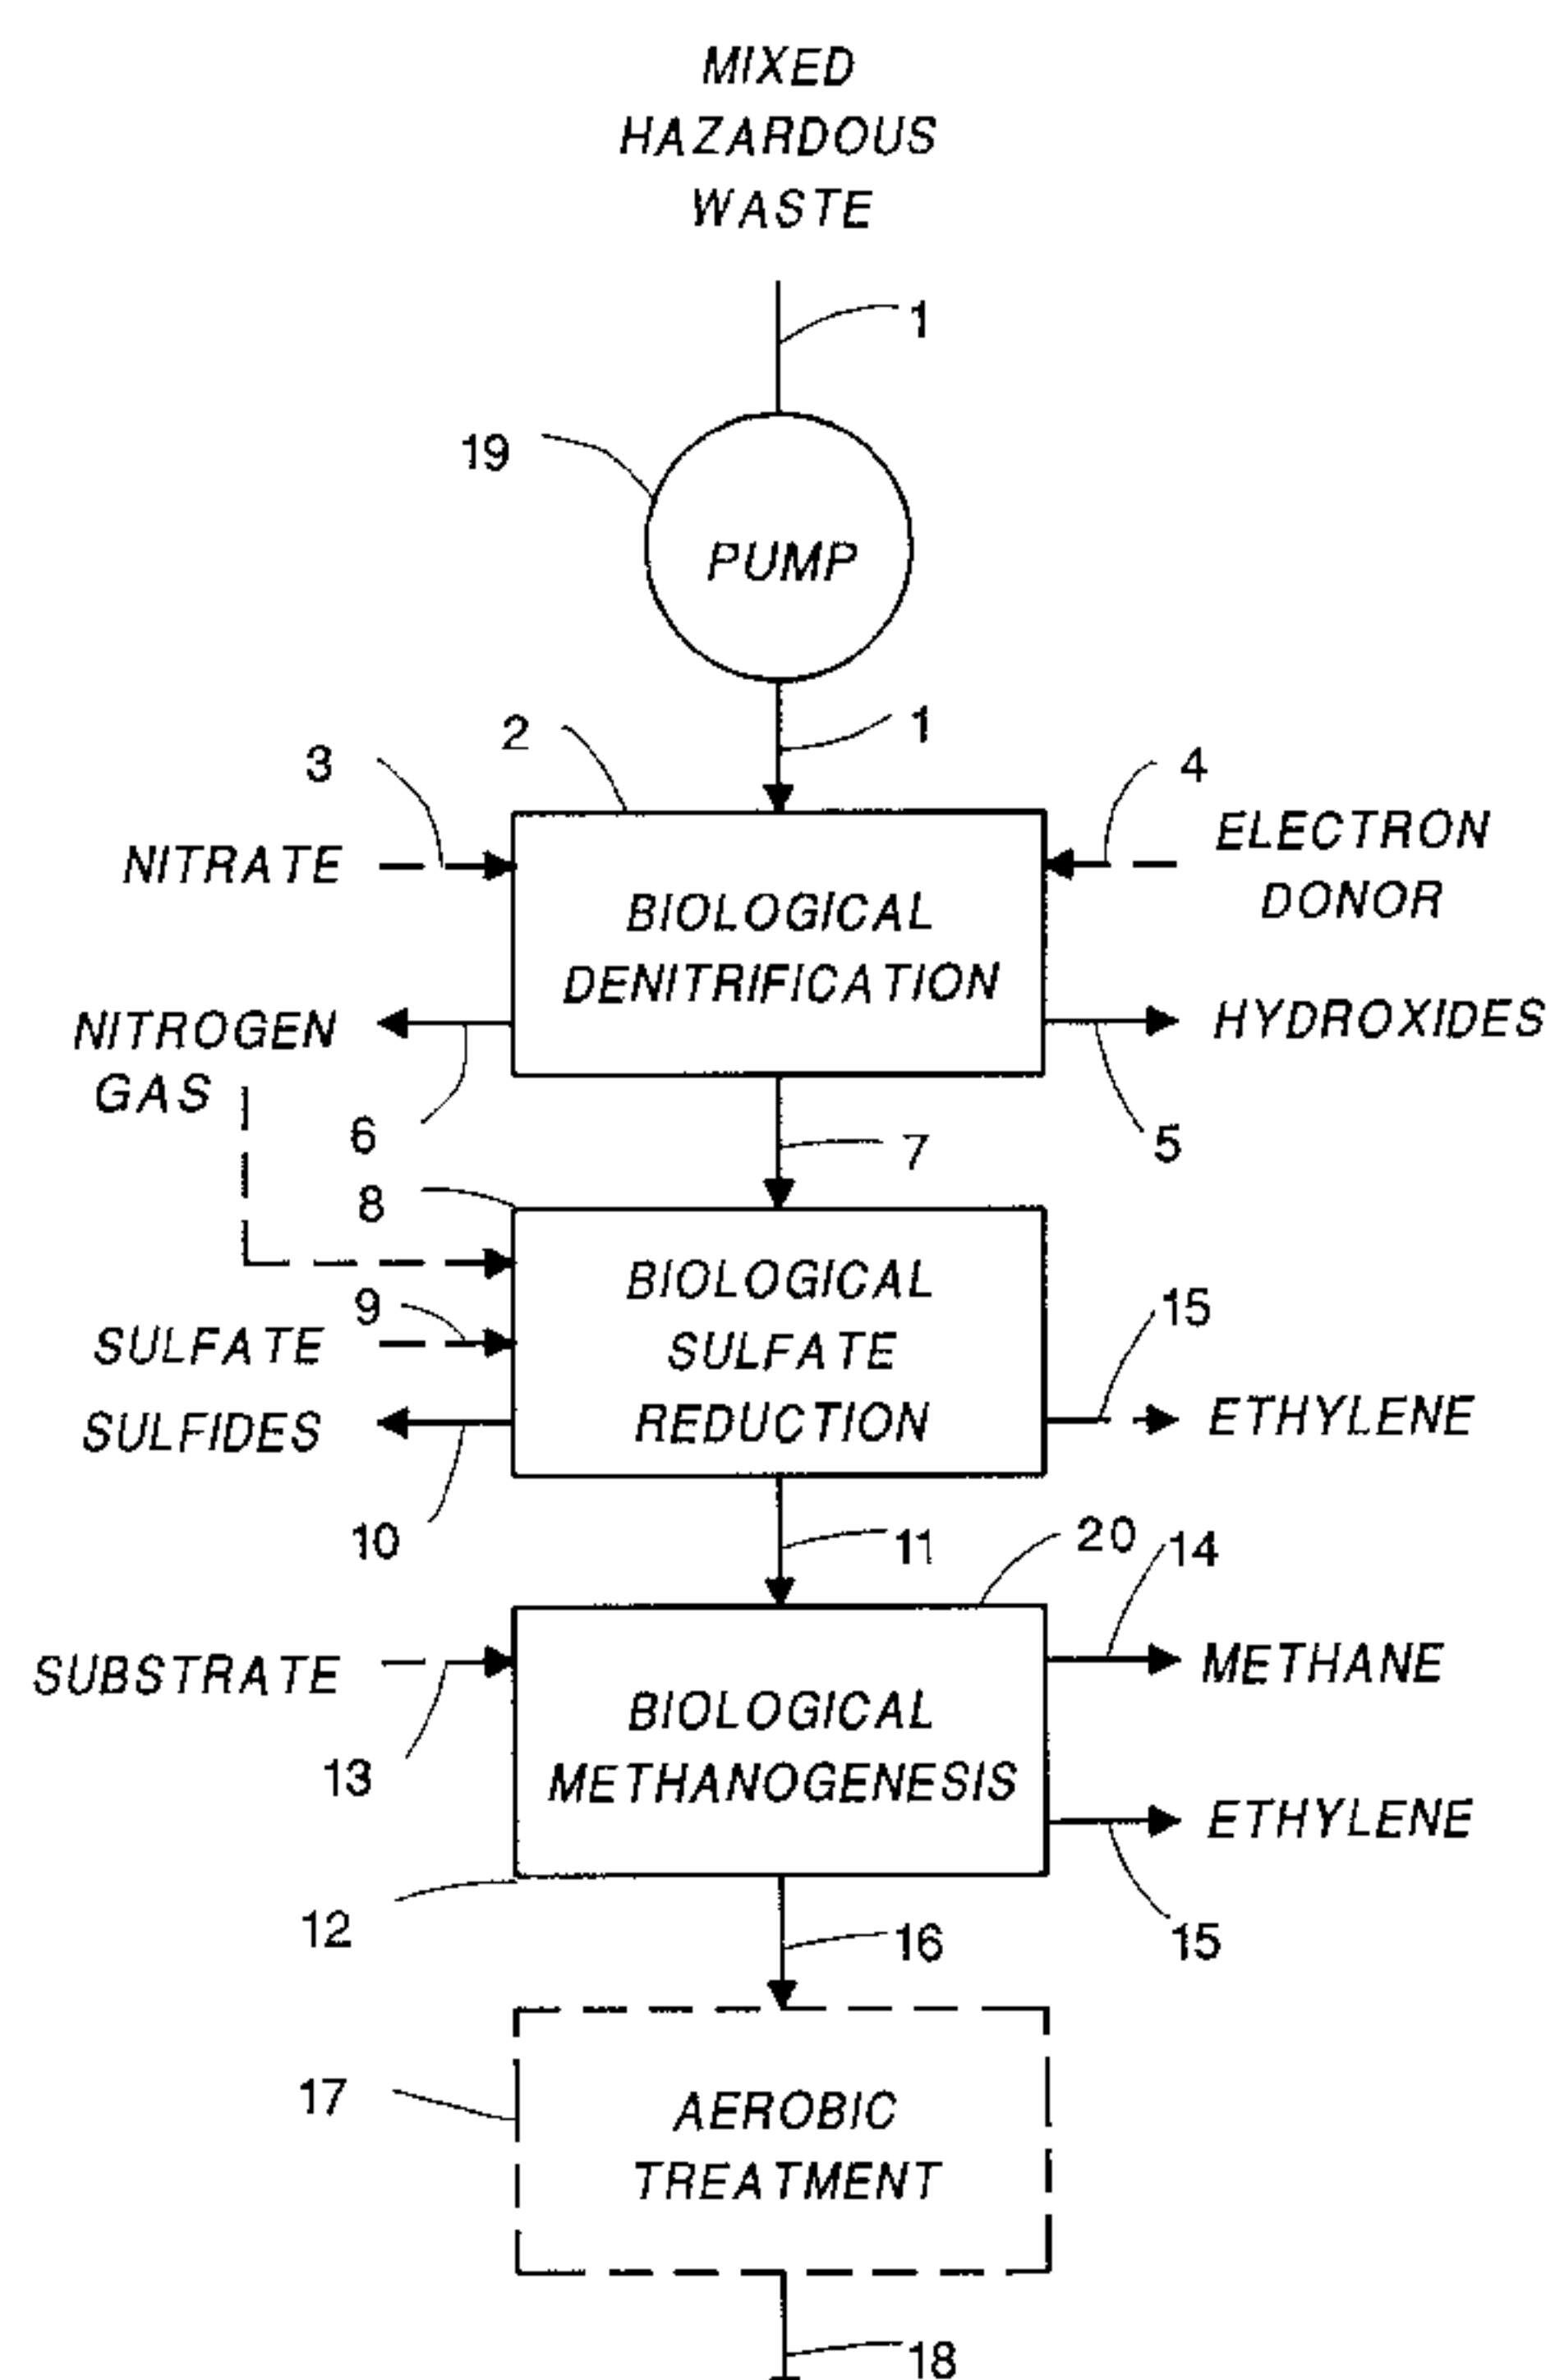 MIXED
HAZARDOUS
WASTE
1
19
PUMP
1
2
3
4
NITRATE
ELECTRON
DONOR
BIOLOGICAL
DENITRIFICATION
NITROGEN
GAS
HYDROXIDES
6
5
7
8
9
BIOLOGICAL
SULFATE
REDUCTION
SULFATE
SULFIDES
15
ETHYLENE
10
11
20
14
SUBSTRATE
METHANE
BIOLOGICAL
METHANOGENESIS
13
ETHYLENE
12
16
15
17
AEROBIC
TREATMENT
18